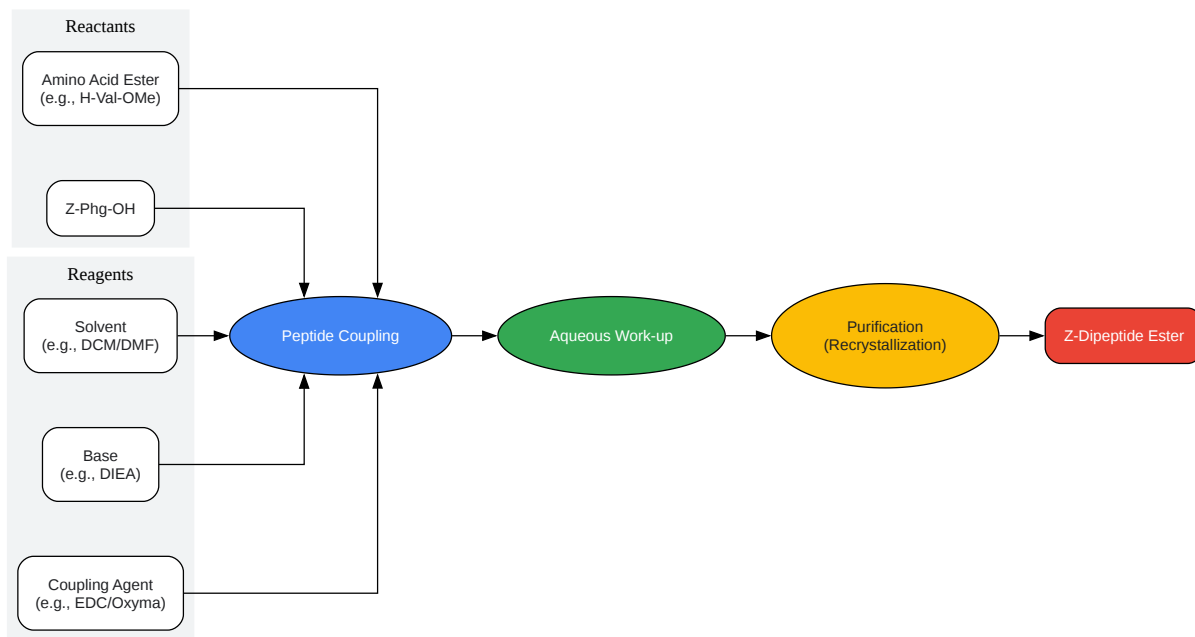 Reactants
Amino Acid Ester
(e.g., H-Val-OMe)
Z-Phg-OH
Reagents
Solvent
(e.g., DCM/DMF)
Base
(e.g., DIEA)
Coupling Agent
(e.g., EDC/Oxyma)
Peptide Coupling
Aqueous Work-up
Purification
(Recrystallization)
Z-Dipeptide Ester